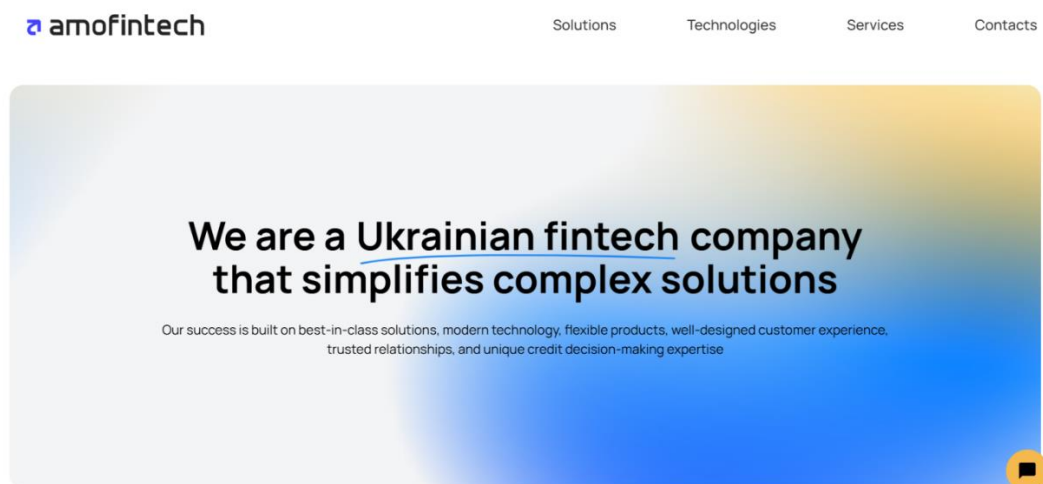 amofintech
Solutions
Technologies
Services
Contacts
We are a Ukrainian fintech company
that simplifies complex solutions
Our success is built on best-in-class solutions, modern technology, flexible products, well-designed customer experience,
trusted relationships, and unique credit decision-making expertise